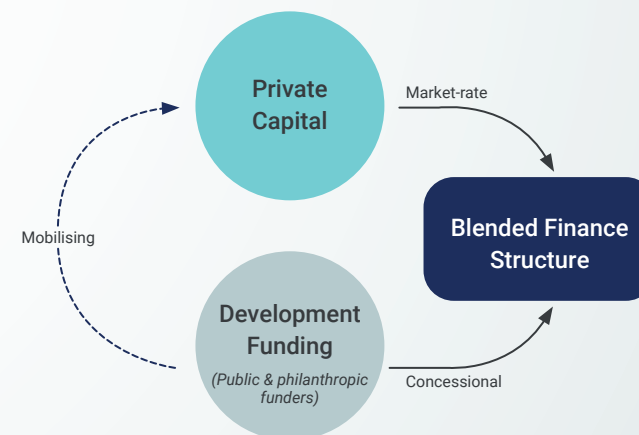 Private
Capital
Market-rate
Mobilising
Blended Finance
Structure
Development
Funding
(Public & philanthropic
funders)
Concessional